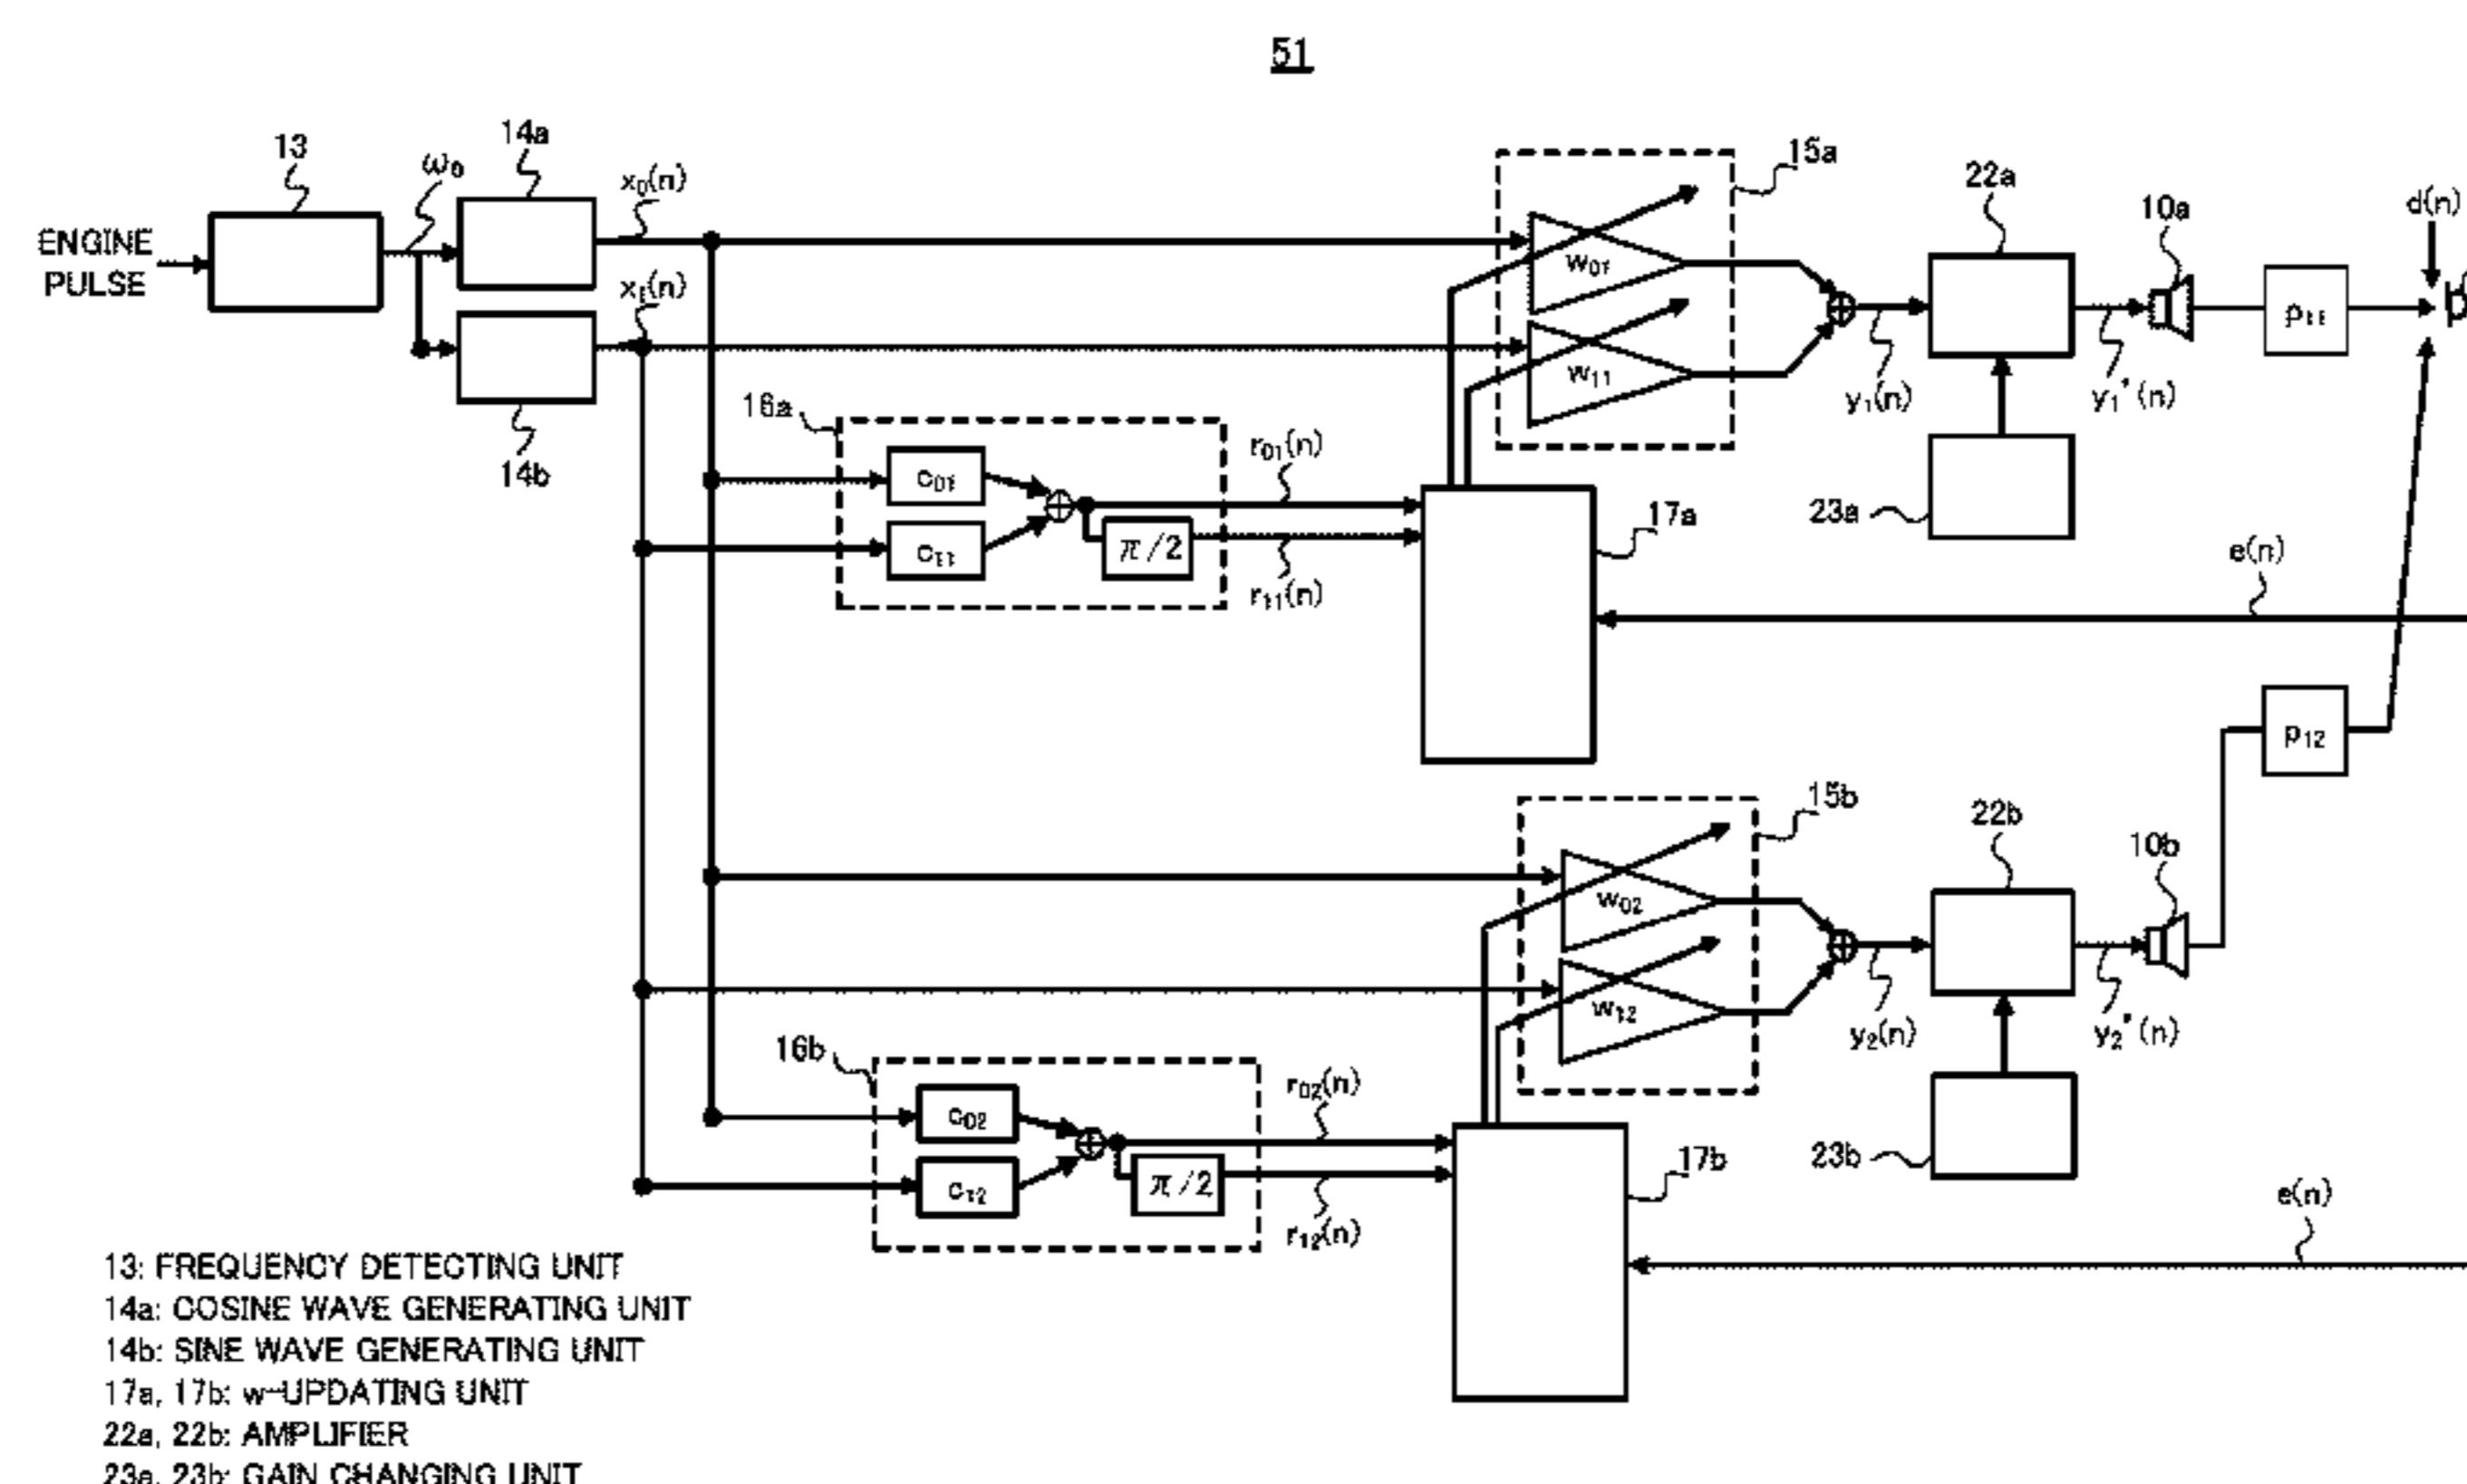 51
13
ω₀
14a
x₀(n)
ENGINE
PULSE
x₁(n)
14b
15a
w₀₁
w₁₁
22a
10a
d(n)
p₁₁
y₁(n)
y₁'(n)
16a
c₀₁
c₁₁
π/2
r₀₁(n)
r₁₁(n)
17a
23a
e(n)
p₁₂
15b
w₀₂
w₁₂
22b
10b
y₂(n)
y₂'(n)
16b
c₀₂
c₁₂
π/2
r₀₂(n)
r₁₂(n)
17b
23b
e(n)
13: FREQUENCY DETECTING UNIT
14a: COSINE WAVE GENERATING UNIT
14b: SINE WAVE GENERATING UNIT
17a, 17b: w-UPDATING UNIT
22a, 22b: AMPLIFIER
23a, 23b: GAIN CHANGING UNIT